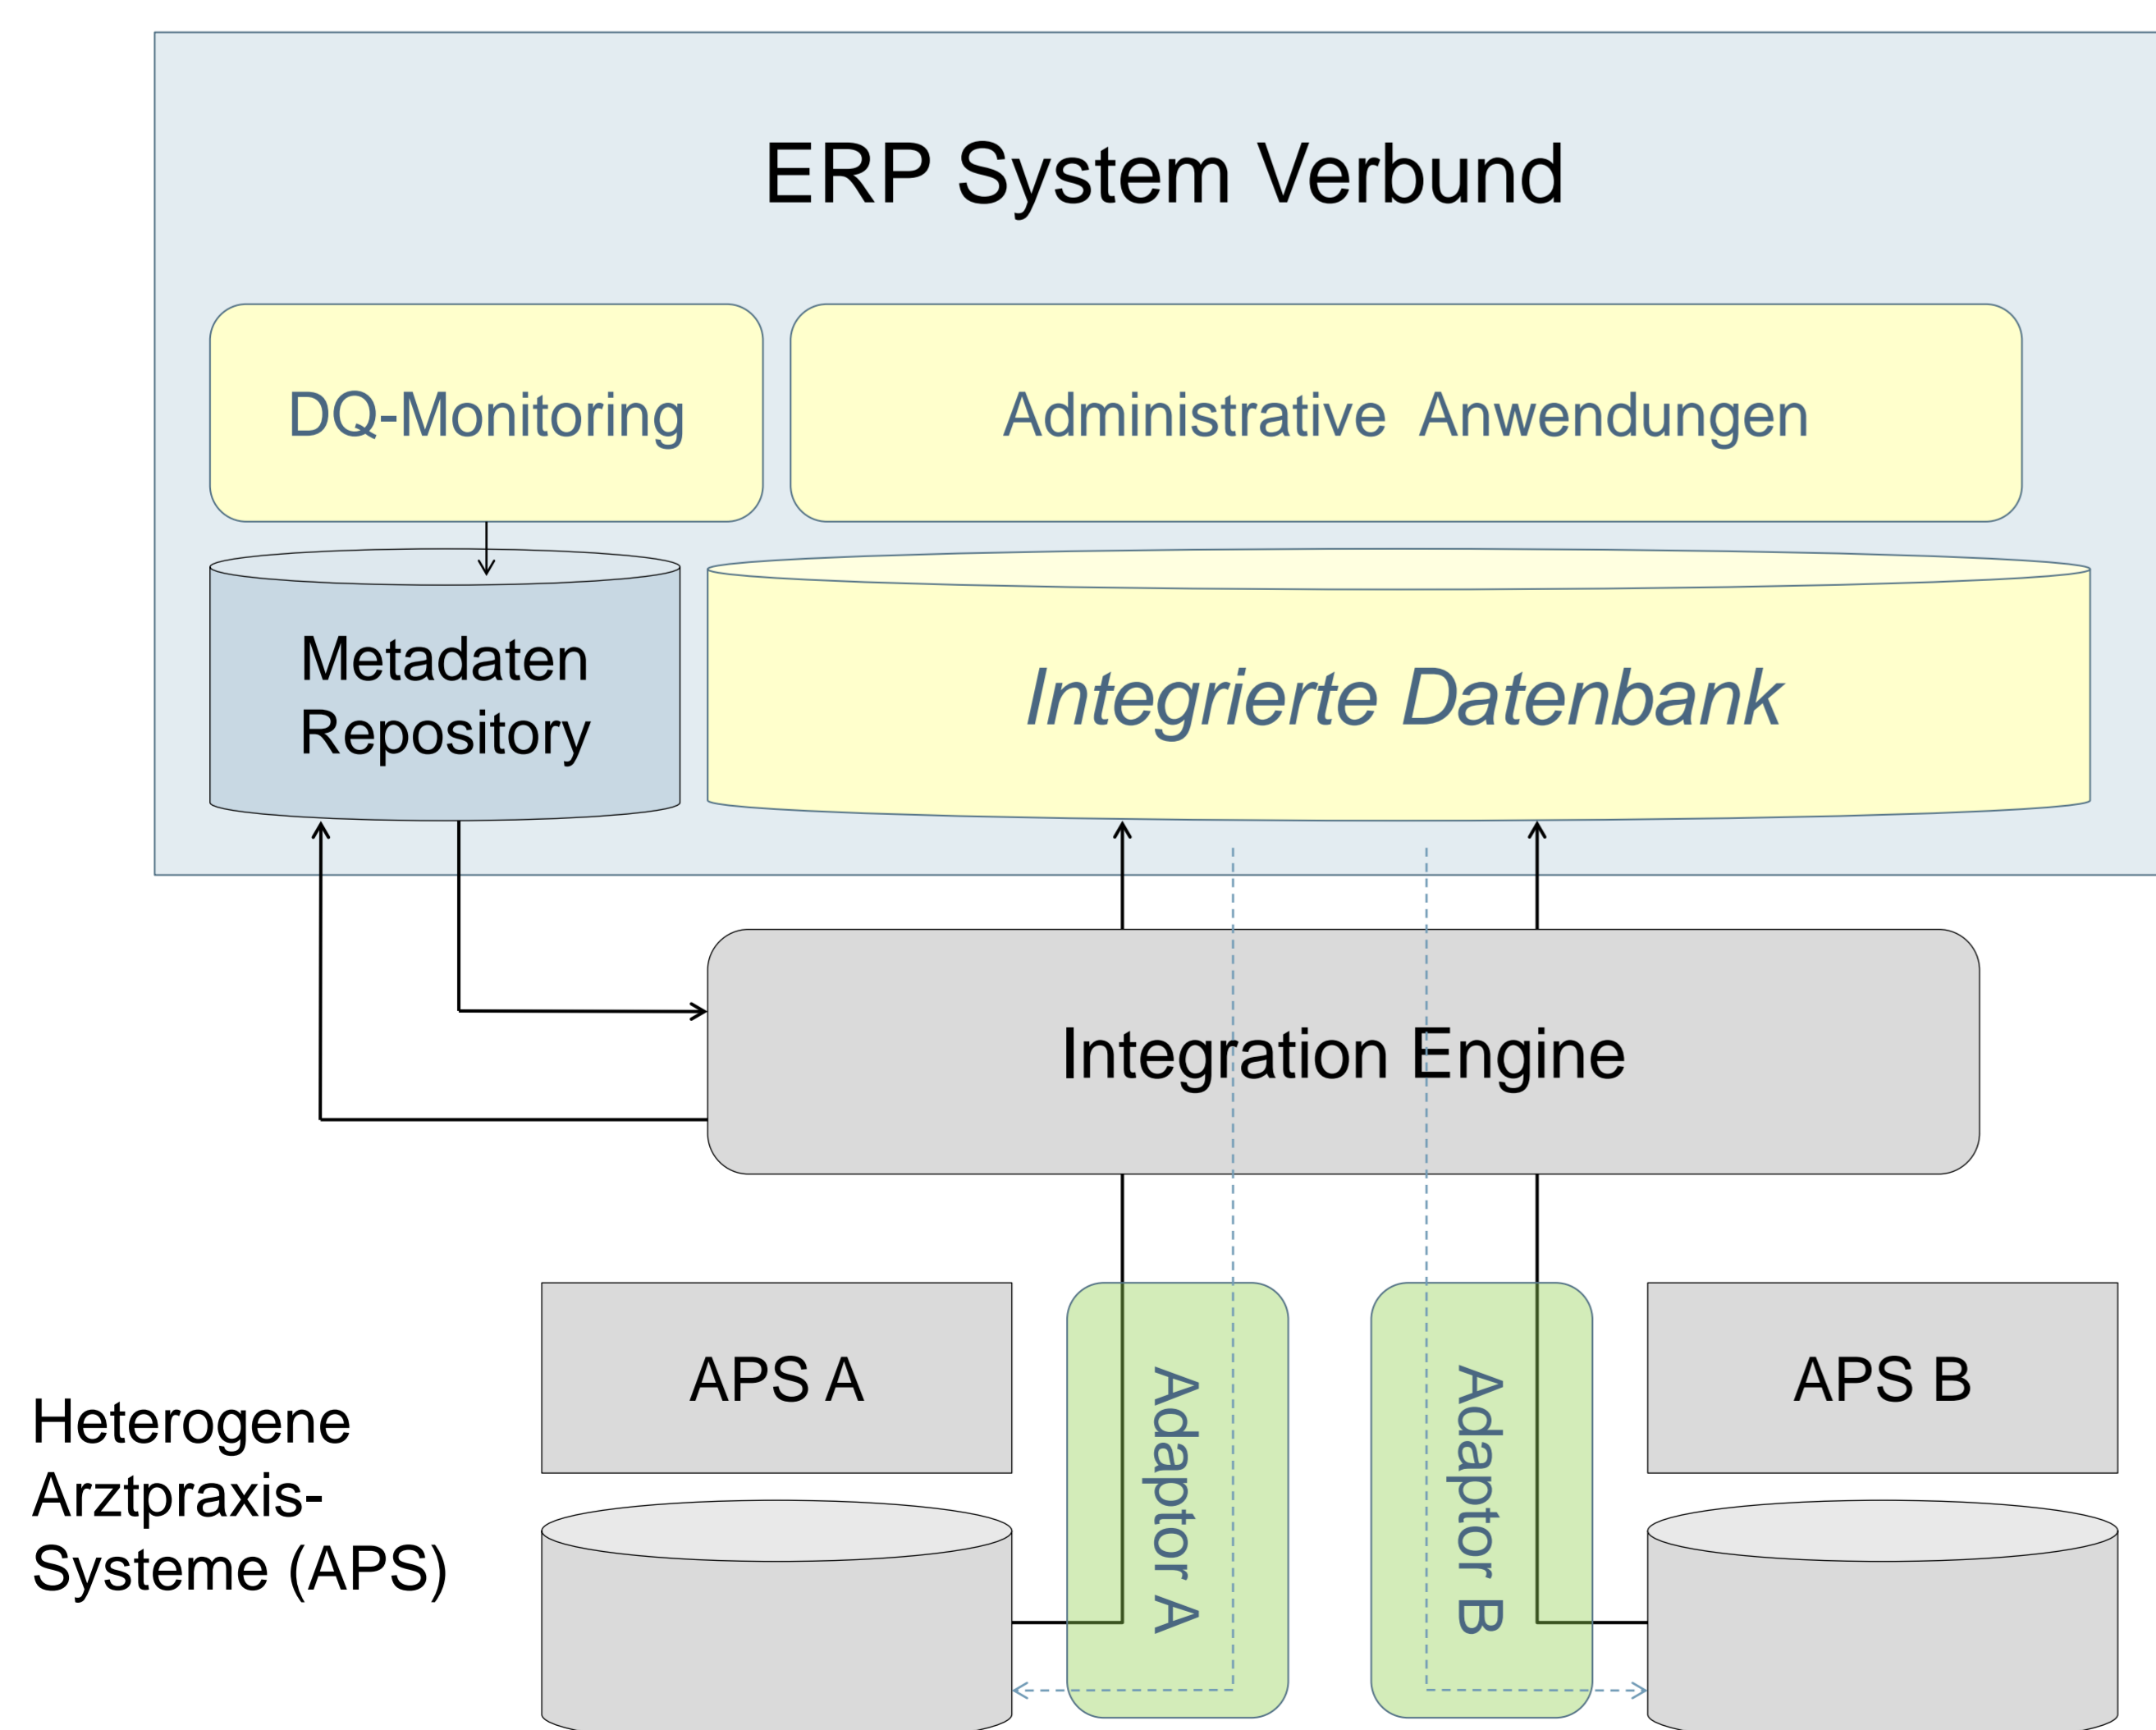 ERP System Verbund
DQ-Monitoring
Administrative Anwendungen
Metadaten
Repository
Integrierte Datenbank
Integration Engine
APS A
Adaptor A
Adaptor B
APS B
Heterogene
Arztpraxis-
Systeme (APS)